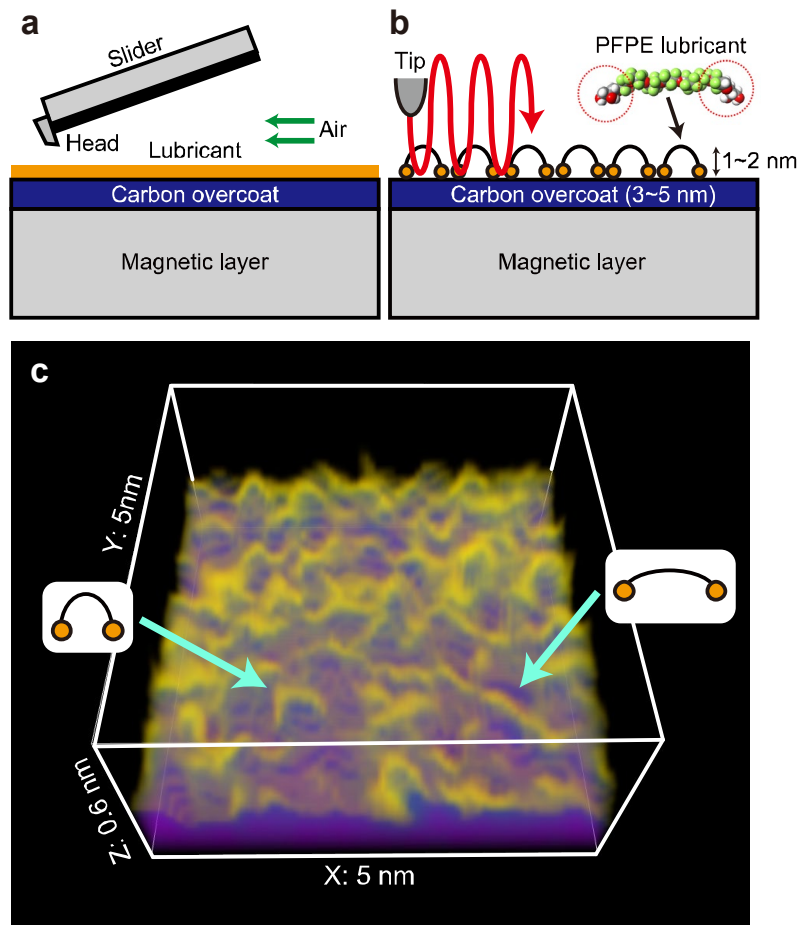 a
Slider
Head
Air
Lubricant
Carbon overcoat
Magnetic layer
b
Tip
PFPE lubricant
1~2 nm
Carbon overcoat (3~5 nm)
Magnetic layer
c
Y: 5nm
Z: 0.6 nm
X: 5 nm